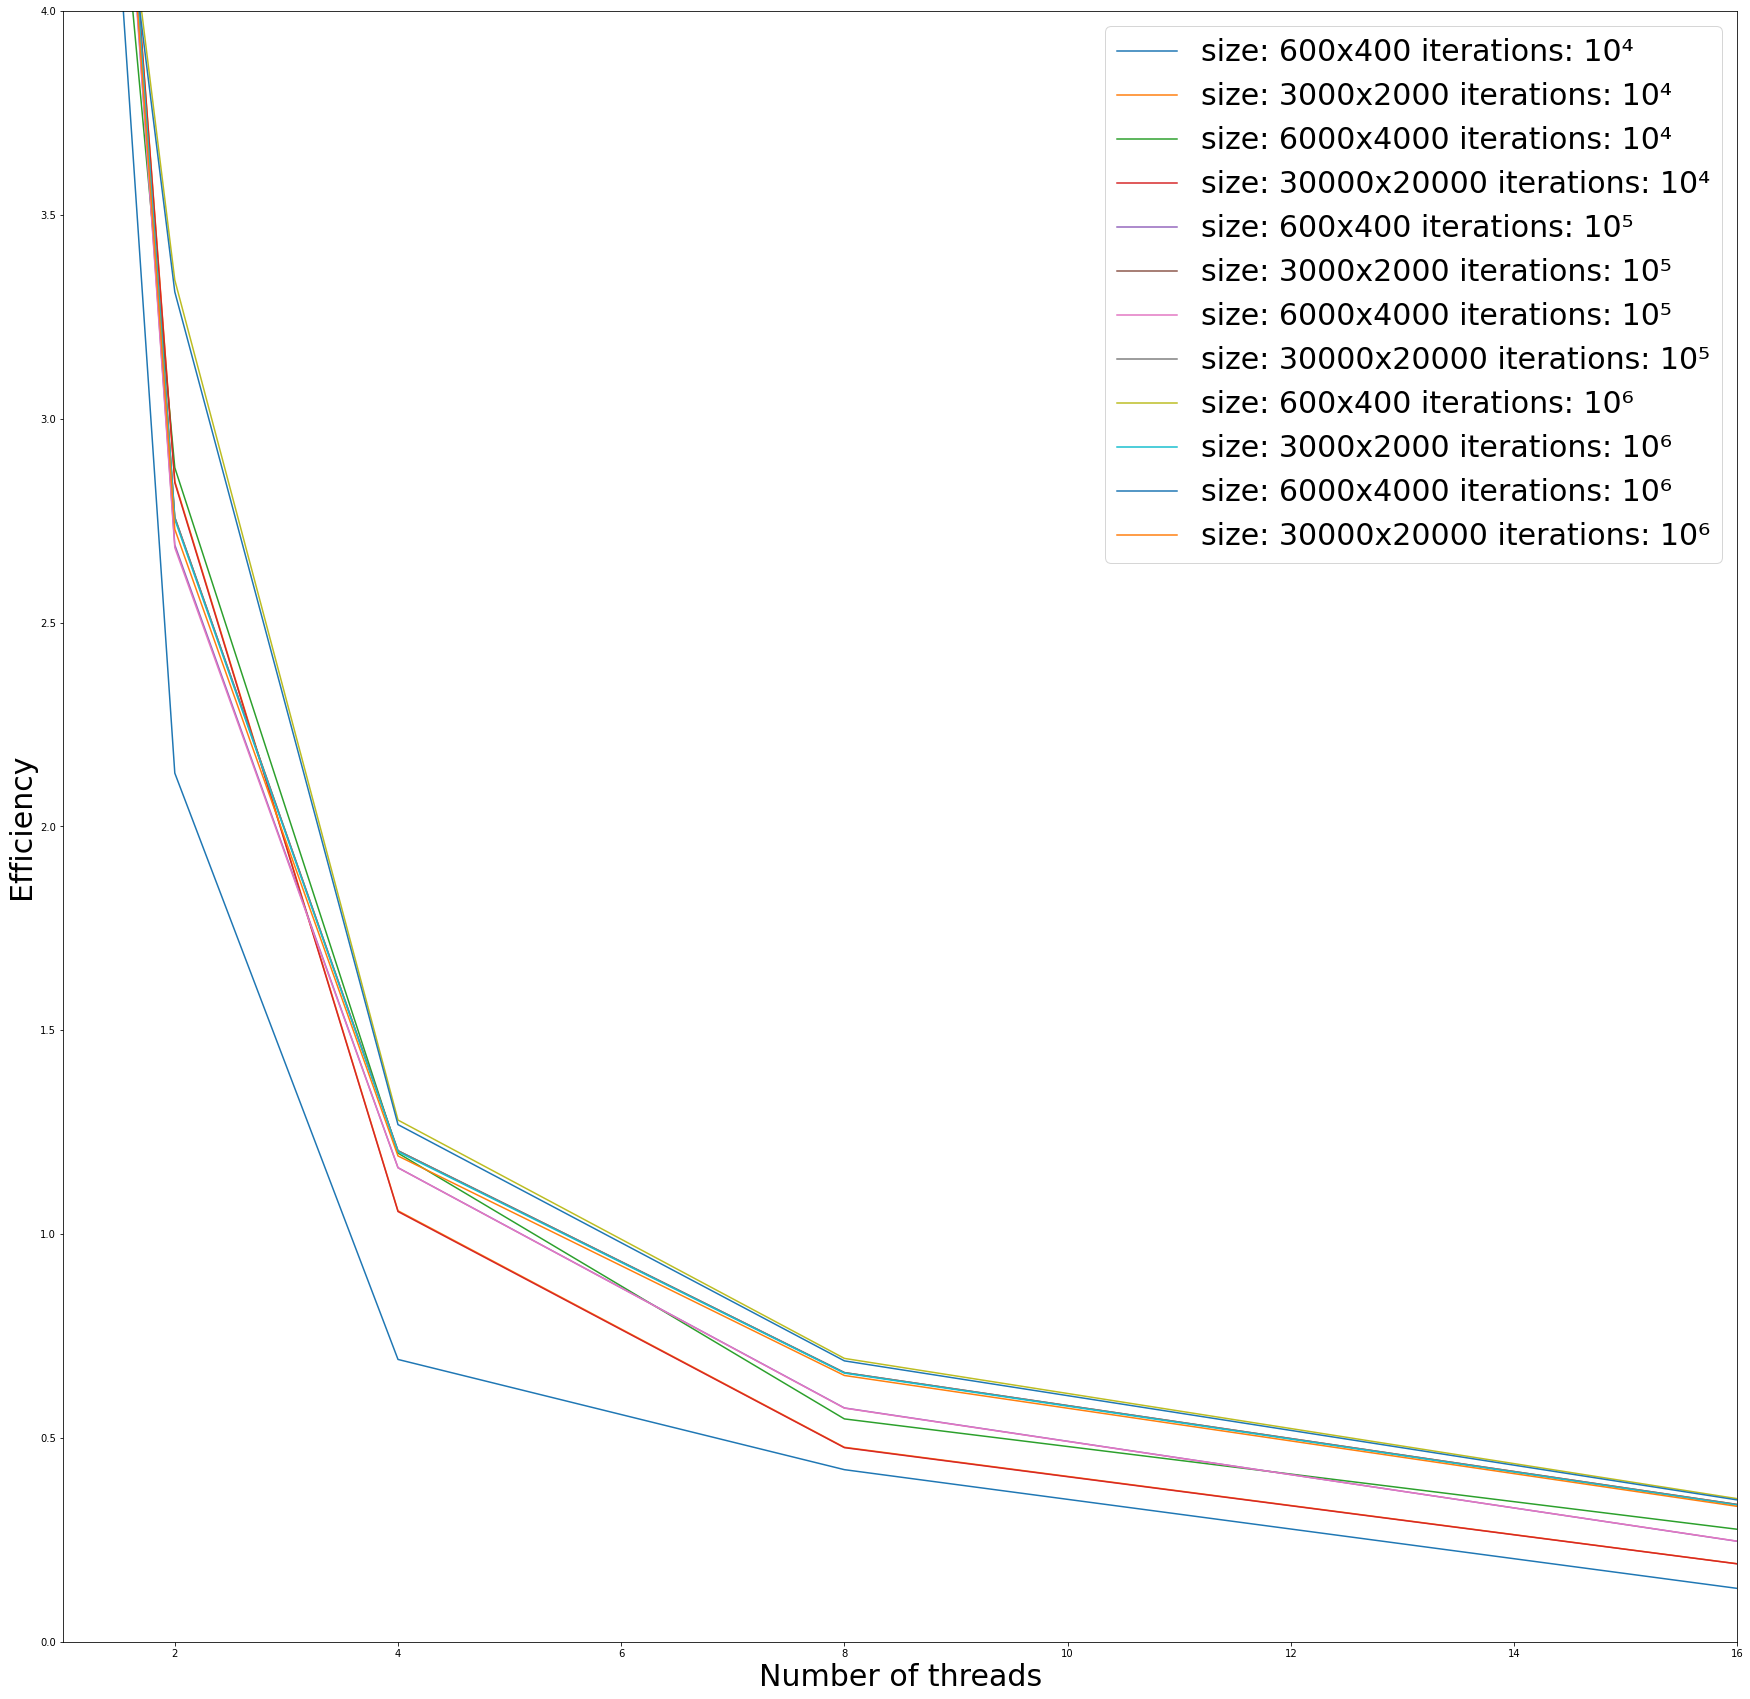 4.0
3.5
3.0
2.5
2.0
1.5
1.0
0.5
0.0
Efficiency
size: 600x400 iterations: 10⁴
size: 3000x2000 iterations: 10⁴
size: 6000x4000 iterations: 10⁴
size: 30000x20000 iterations: 10⁴
size: 600x400 iterations: 10⁵
size: 3000x2000 iterations: 10⁵
size: 6000x4000 iterations: 10⁵
size: 30000x20000 iterations: 10⁵
size: 600x400 iterations: 10⁶
size: 3000x2000 iterations: 10⁶
size: 6000x4000 iterations: 10⁶
size: 30000x20000 iterations: 10⁶
2 4 6 8 10 12 14 16
Number of threads